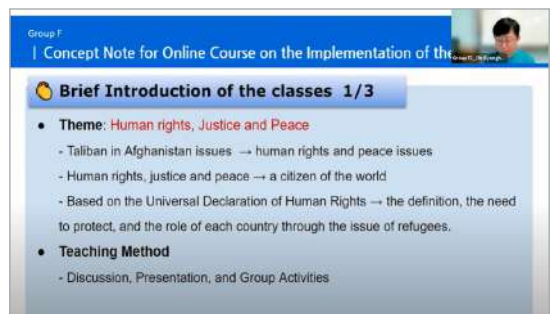 Group F
| Concept Note for Online Course on the Implementation of the
Brief Introduction of the classes 1/3
● Theme: Human rights, Justice and Peace
- Taliban in Afghanistan issues → human rights and peace issues
- Human rights, justice and peace → a citizen of the world
- Based on the Universal Declaration of Human Rights → the definition, the need
to protect, and the role of each country through the issue of refugees.
● Teaching Method
- Discussion, Presentation, and Group Activities